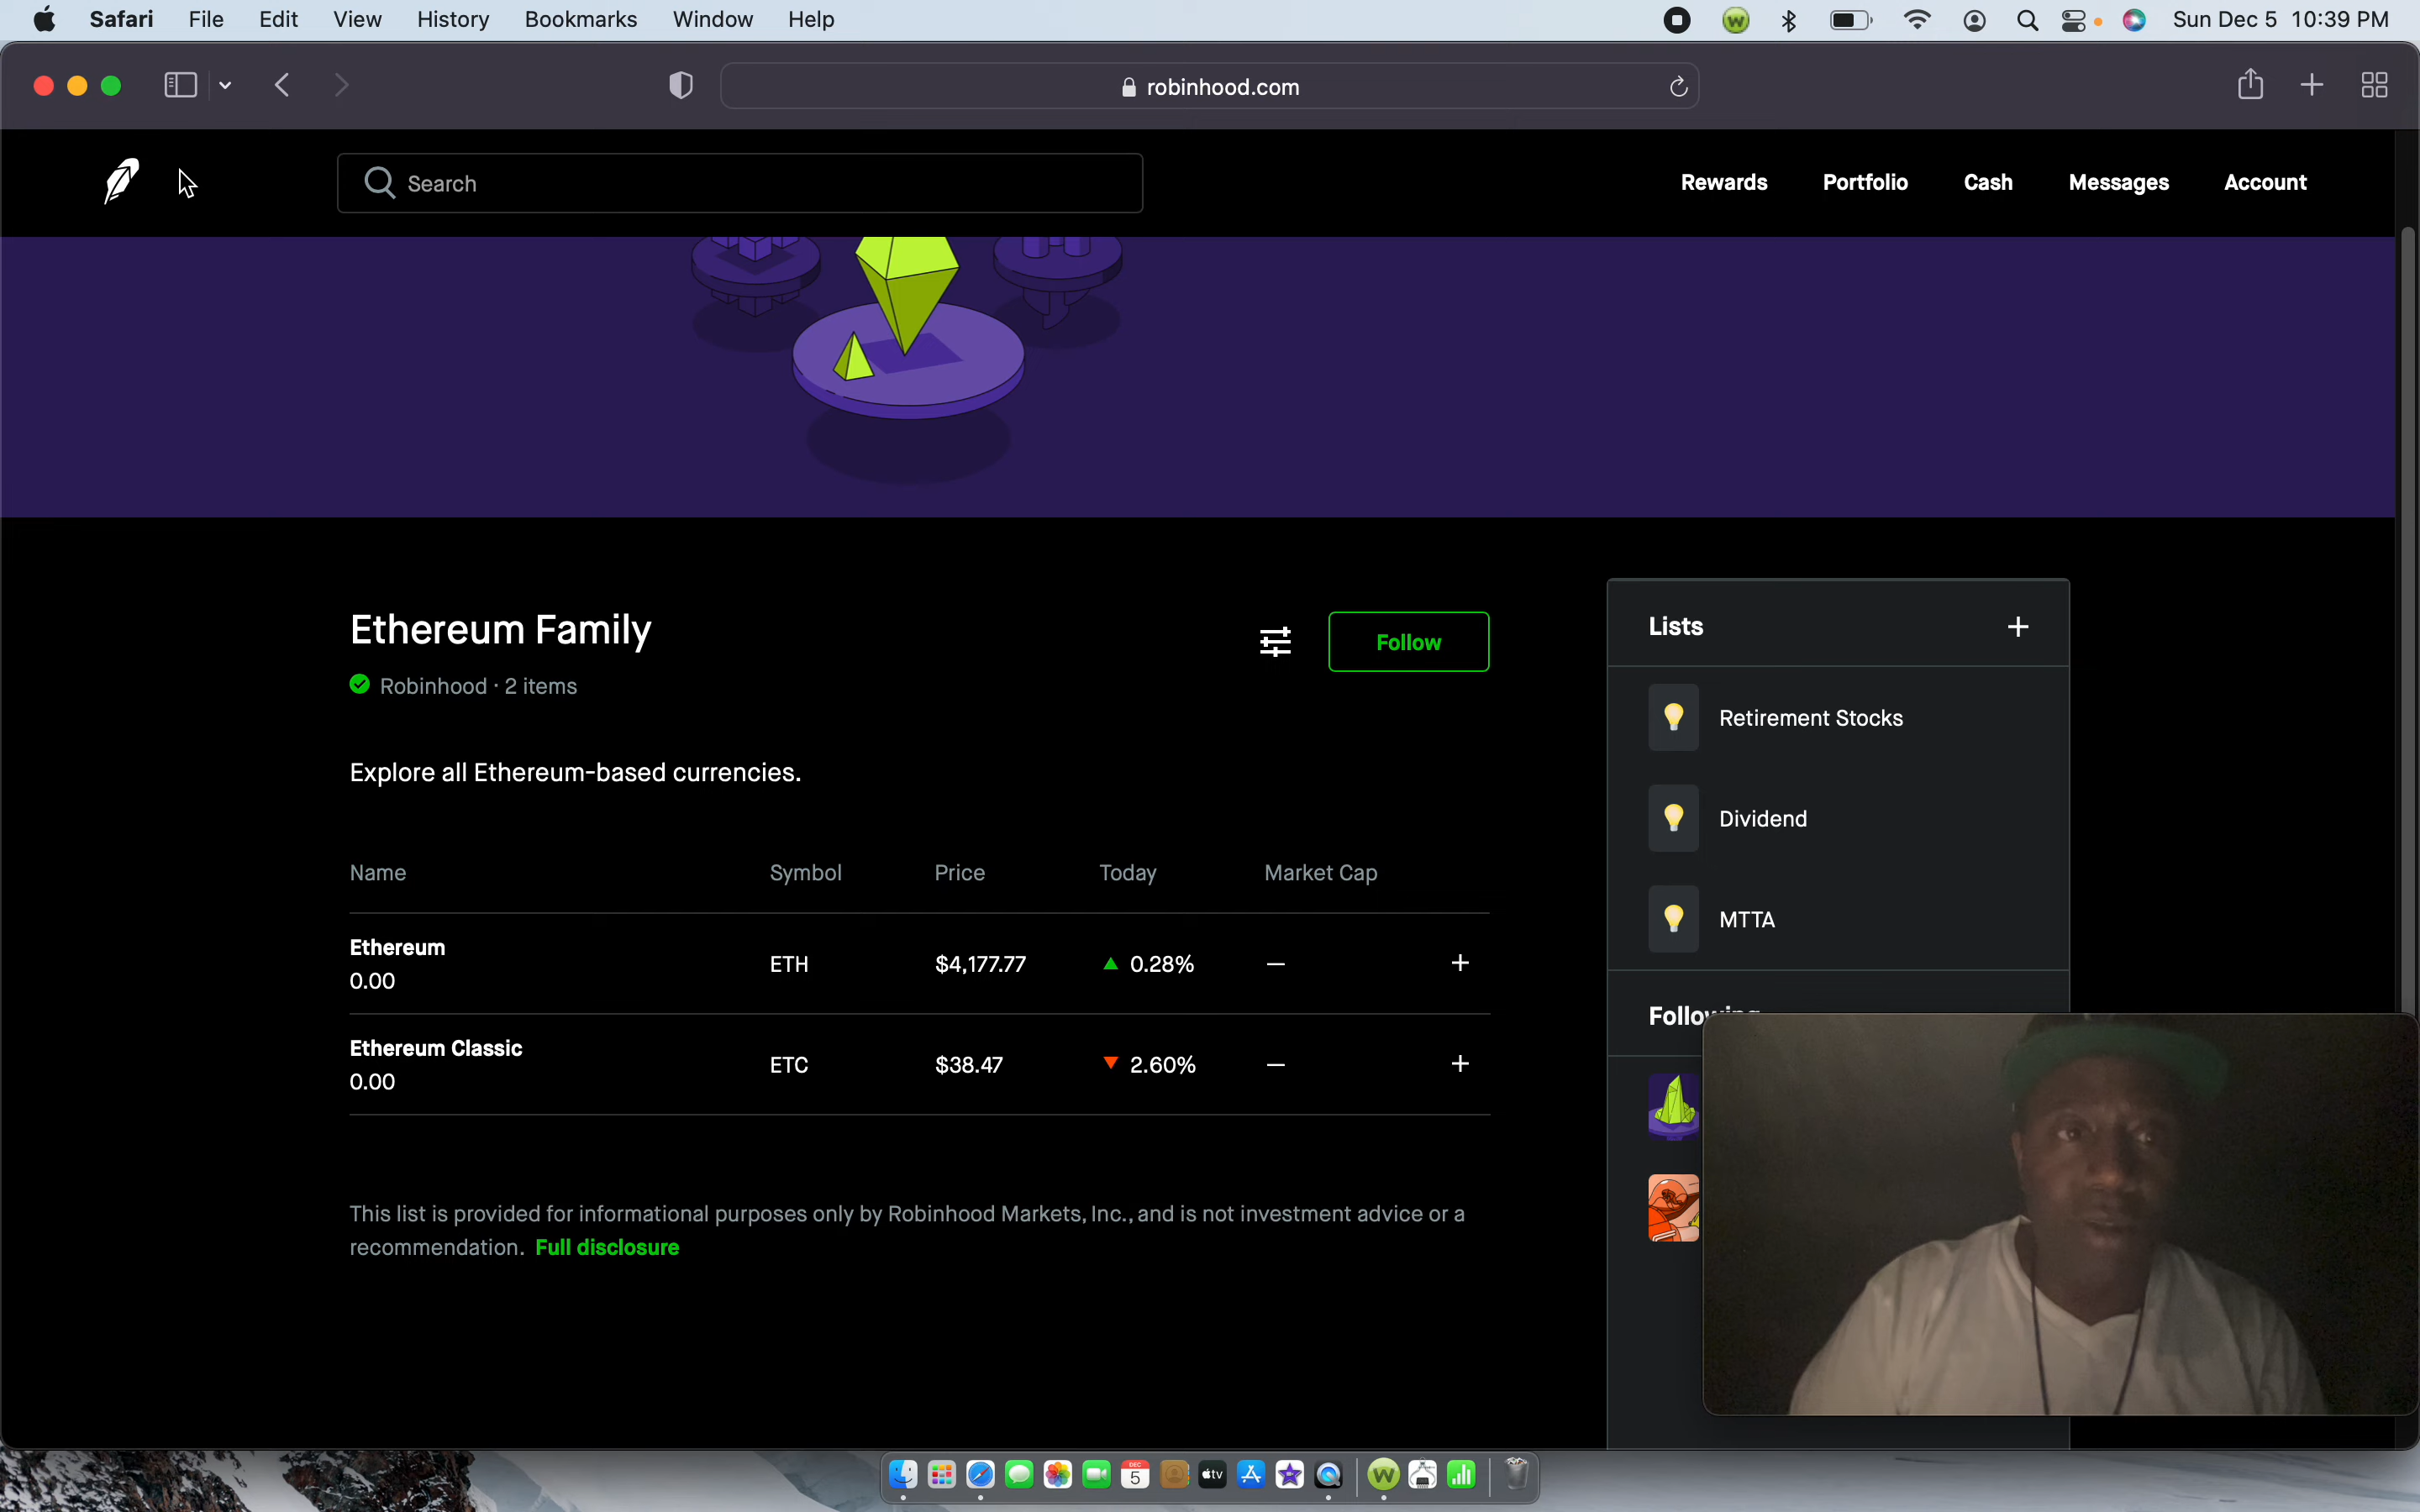 Safari File Edit View History Bookmarks Window Help Sun Dec 5 10:39 PM
robinhood.com
Search Rewards Portfolio Cash Messages Account
Ethereum Family Follow
Robinhood · 2 items
Explore all Ethereum-based currencies.
Name Symbol Price Today Market Cap
Ethereum
0.00
ETH $4,177.77 0.28% —
Ethereum Classic
0.00
ETC $38.47 2.60% —
This list is provided for informational purposes only by Robinhood Markets, Inc., and is not investment advice or a
recommendation. Full disclosure
Lists
Retirement Stocks
Dividend
MTTA
Following
DEC
5
tv